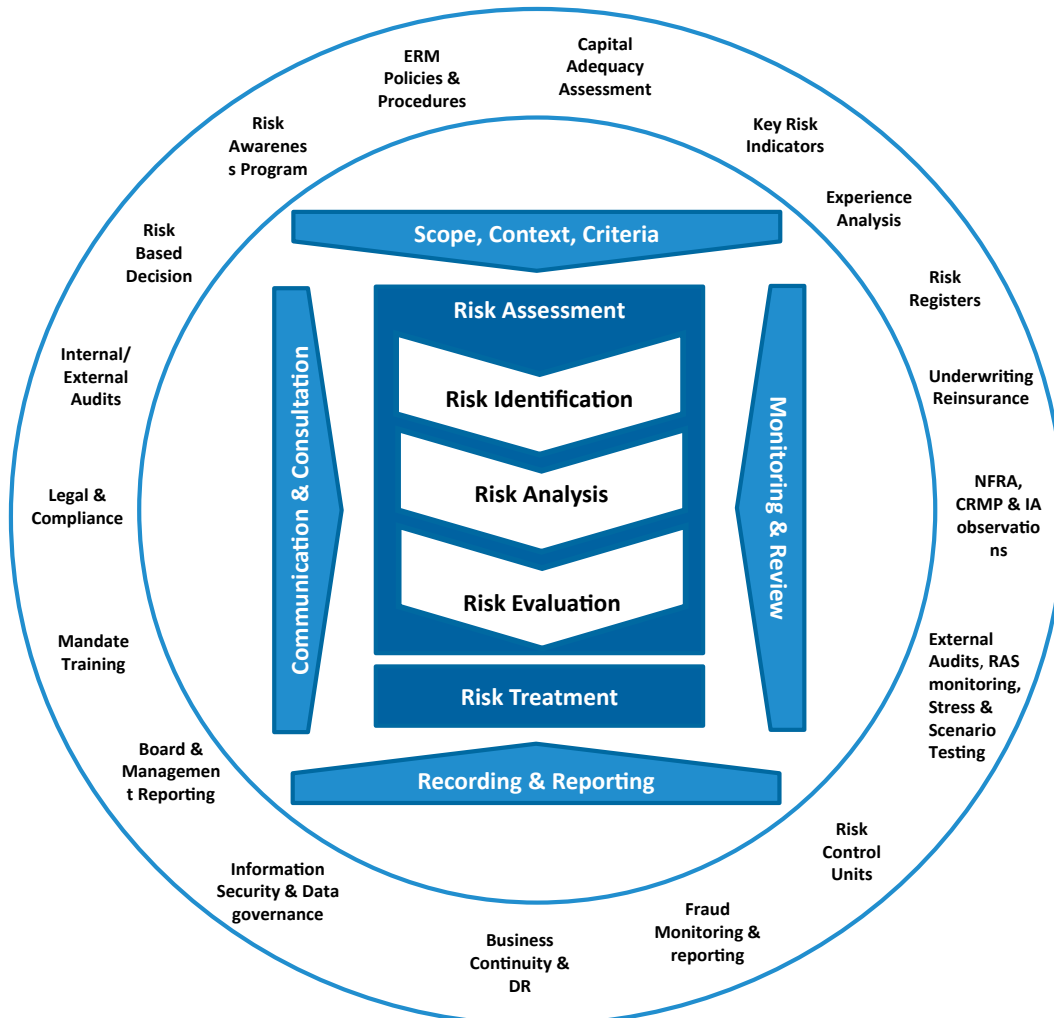 ERM
Policies &
Procedures
Capital
Adequacy
Assessment
Key Risk
Indicators
Experience
Analysis
Risk
Registers
Underwriting
Reinsurance
NFRA,
CRMP & IA
observatio
ns
External
Audits, RAS
monitoring,
Stress &
Scenario
Testing
Risk
Control
Units
Fraud
Monitoring &
reporting
Business
Continuity &
DR
Information
Security & Data
governance
Board &
Managemen
t Reporting
Mandate
Training
Legal &
Compliance
Internal/
External
Audits
Risk
Based
Decision
Risk
Awarenes
s Program
Scope, Context, Criteria
Communication & Consultation
Risk Assessment
Risk Identification
Risk Analysis
Risk Evaluation
Risk Treatment
Monitoring & Review
Recording & Reporting